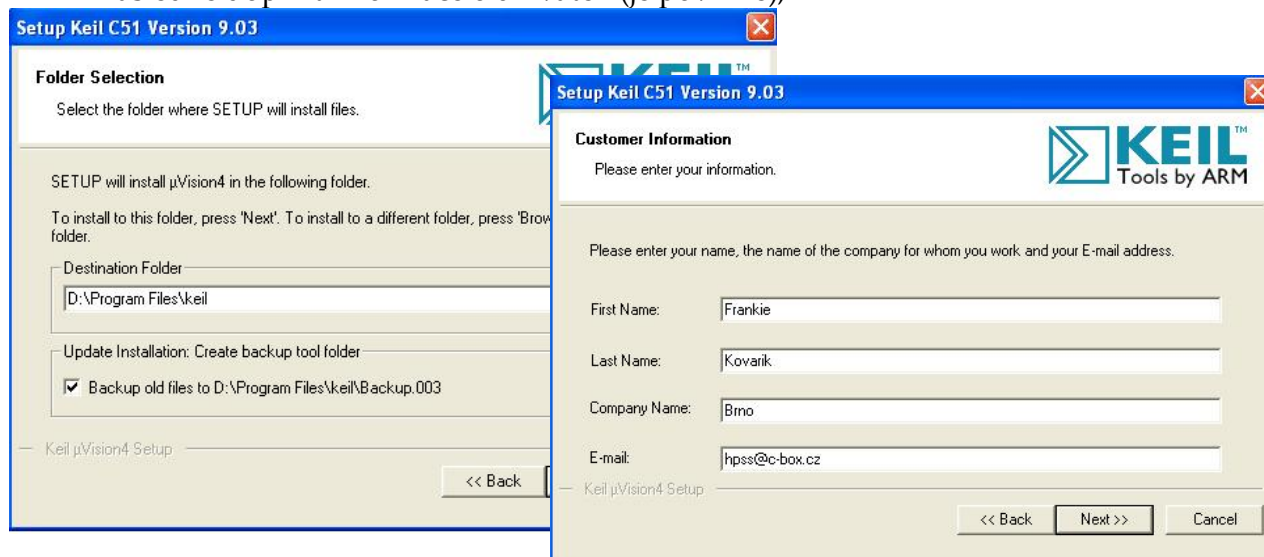 Setup Keil C51 Version 9.03
Folder Selection
Select the folder where SETUP will install files.
SETUP will install µVision4 in the following folder.
To install to this folder, press 'Next'. To install to a different folder, press
folder.
Destination Folder
D:\Program Files\keil
Update Installation: Create backup tool folder
Backup old files to D:\Program Files\keil\Backup.003
Keil µVision4 Setup
<< Back
Setup Keil C51 Version 9.03
Customer Information
Please enter your information.
KEIL™
Tools by ARM
Please enter your name, the name of the company for whom you work and your E-mail address.
First Name: Frankie
Last Name: Kovarik
Company Name: Brno
E-mail: hpss@c-box.cz
Keil µVision4 Setup
<< Back Next >> Cancel